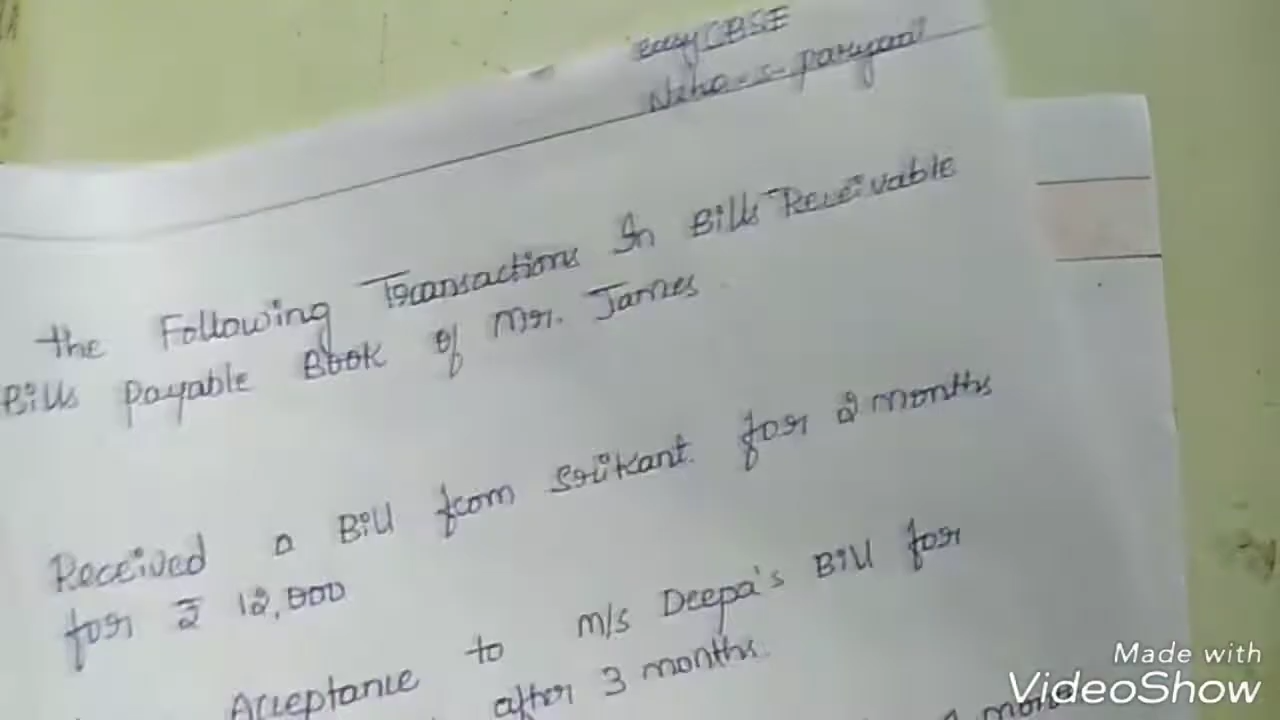 easyCBSE
Neha-s-
the Following Transactions In Bills Receivable
Bills payable Book of Mr. James.
Received a Bill from Srikant for 2 months
for ₹ 12,000
Acceptance to m/s Deepa's Bill for
after 3 months.
Made with
VideoShow